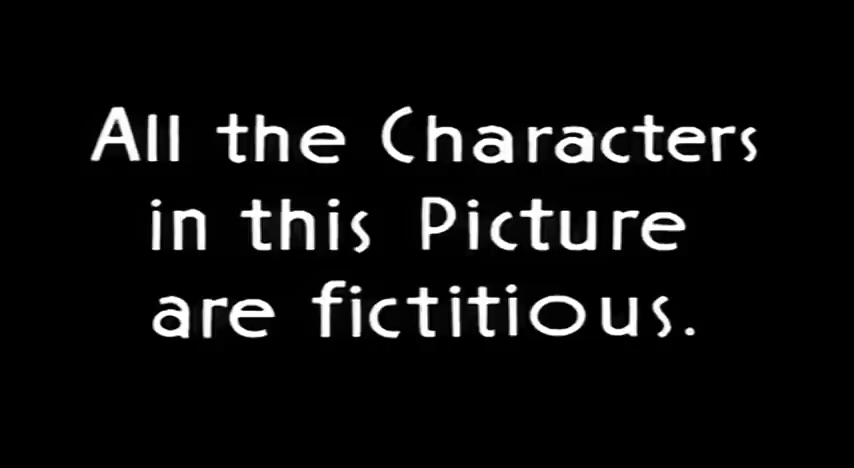 All the Characters
in this Picture
are fictitious.